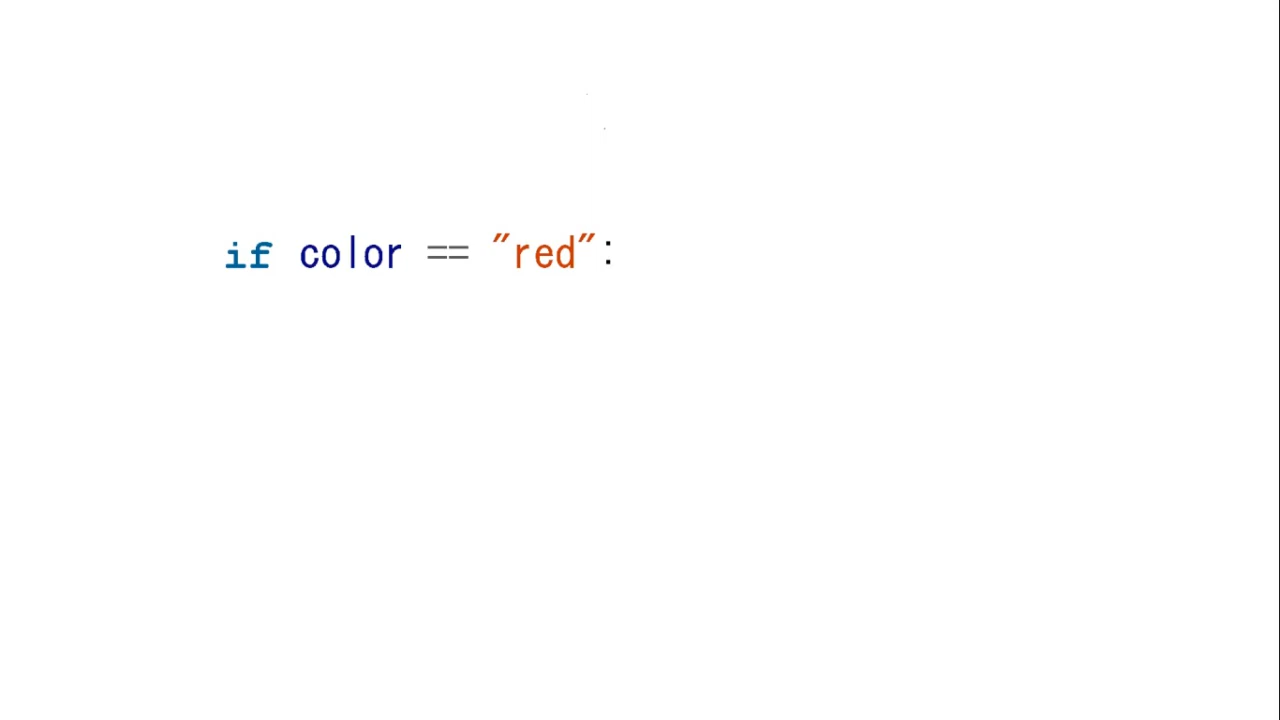 if color == "red":